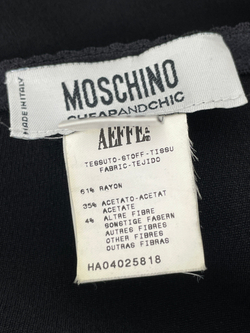 MADE IN ITALY
MOSCHINO
CHEAPANDCHIC
AEFFE
TESSUTO-STOFF-TISSU
FABRIC-TEJIDO
61% RAYON
35% ACETATO-ACETAT
ACETATE
4% ALTRE FIBRE
SONSTIGE FASERN
AUTRES FIBRES
OTHER FIBRES
OUTRAS FIBRAS
HA04025818